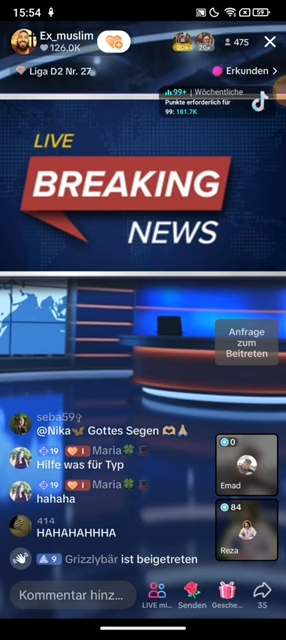 15:54
59
Ex_muslim
126.0K
20+
20+
475
Liga D2 Nr. 27
Erkunden >
99+ | Wöchentliche
Punkte erforderlich für
99: 181.7K
LIVE
BREAKING
NEWS
Anfrage
zum
Beitreten
seba59
@Nika🦋 Gottes Segen 🫶🙏
19 1 Maria🍀
Hilfe was für Typ
19 1 Maria🍀
hahaha
414
HAHAHAHHHA
9 Grizzlybär ist beigetreten
0
Emad
84
Reza
Kommentar hinz...
LIVE mi...
Senden
Gesche...
35